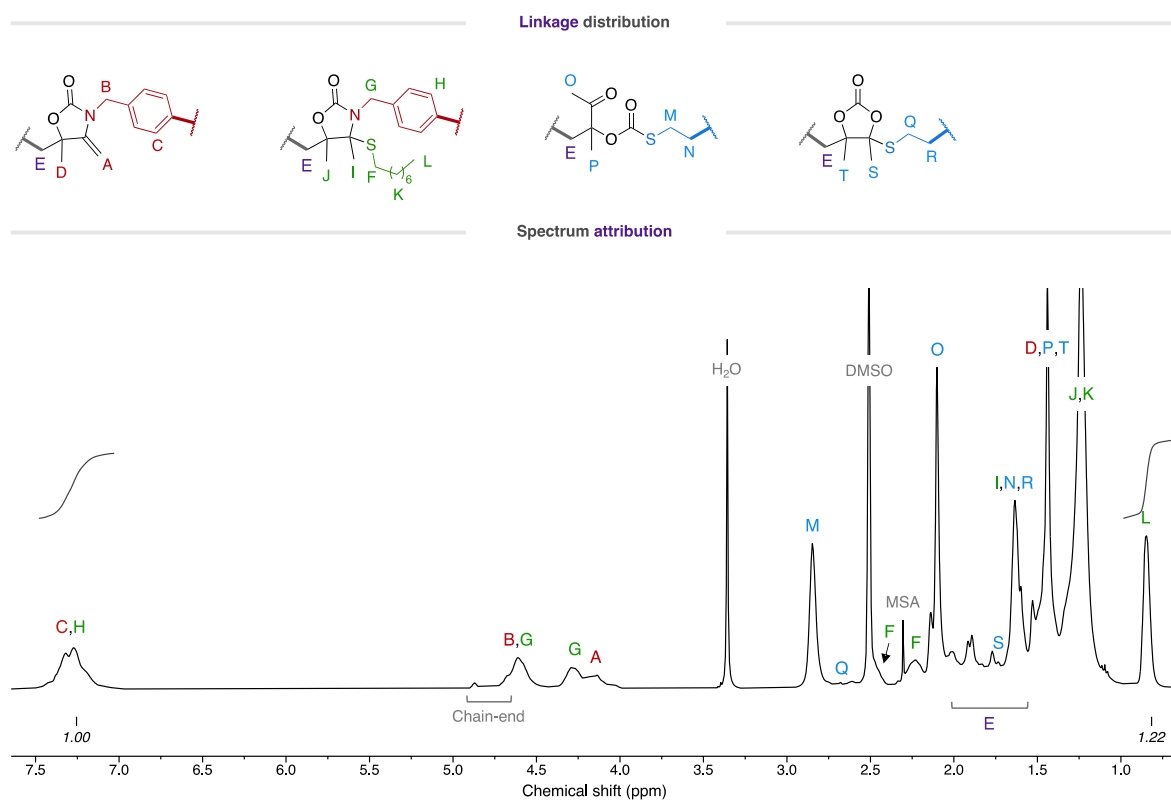 Linkage distribution
O
O
N
B
C
A
D
E
O
O
N
G
H
S
E
J
I
F
L
6
K
O
O
O
O
S
M
N
E
P
O
O
O
S
Q
R
E
T
S
Spectrum attribution
H2O
DMSO
O
D,P,T
J,K
I,N,R
M
L
MSA
F
F
S
C,H
B,G
G
A
Q
Chain-end
E
1.00
1.22
7.5 7.0 6.5 6.0 5.5 5.0 4.5 4.0 3.5 3.0 2.5 2.0 1.5 1.0
Chemical shift (ppm)